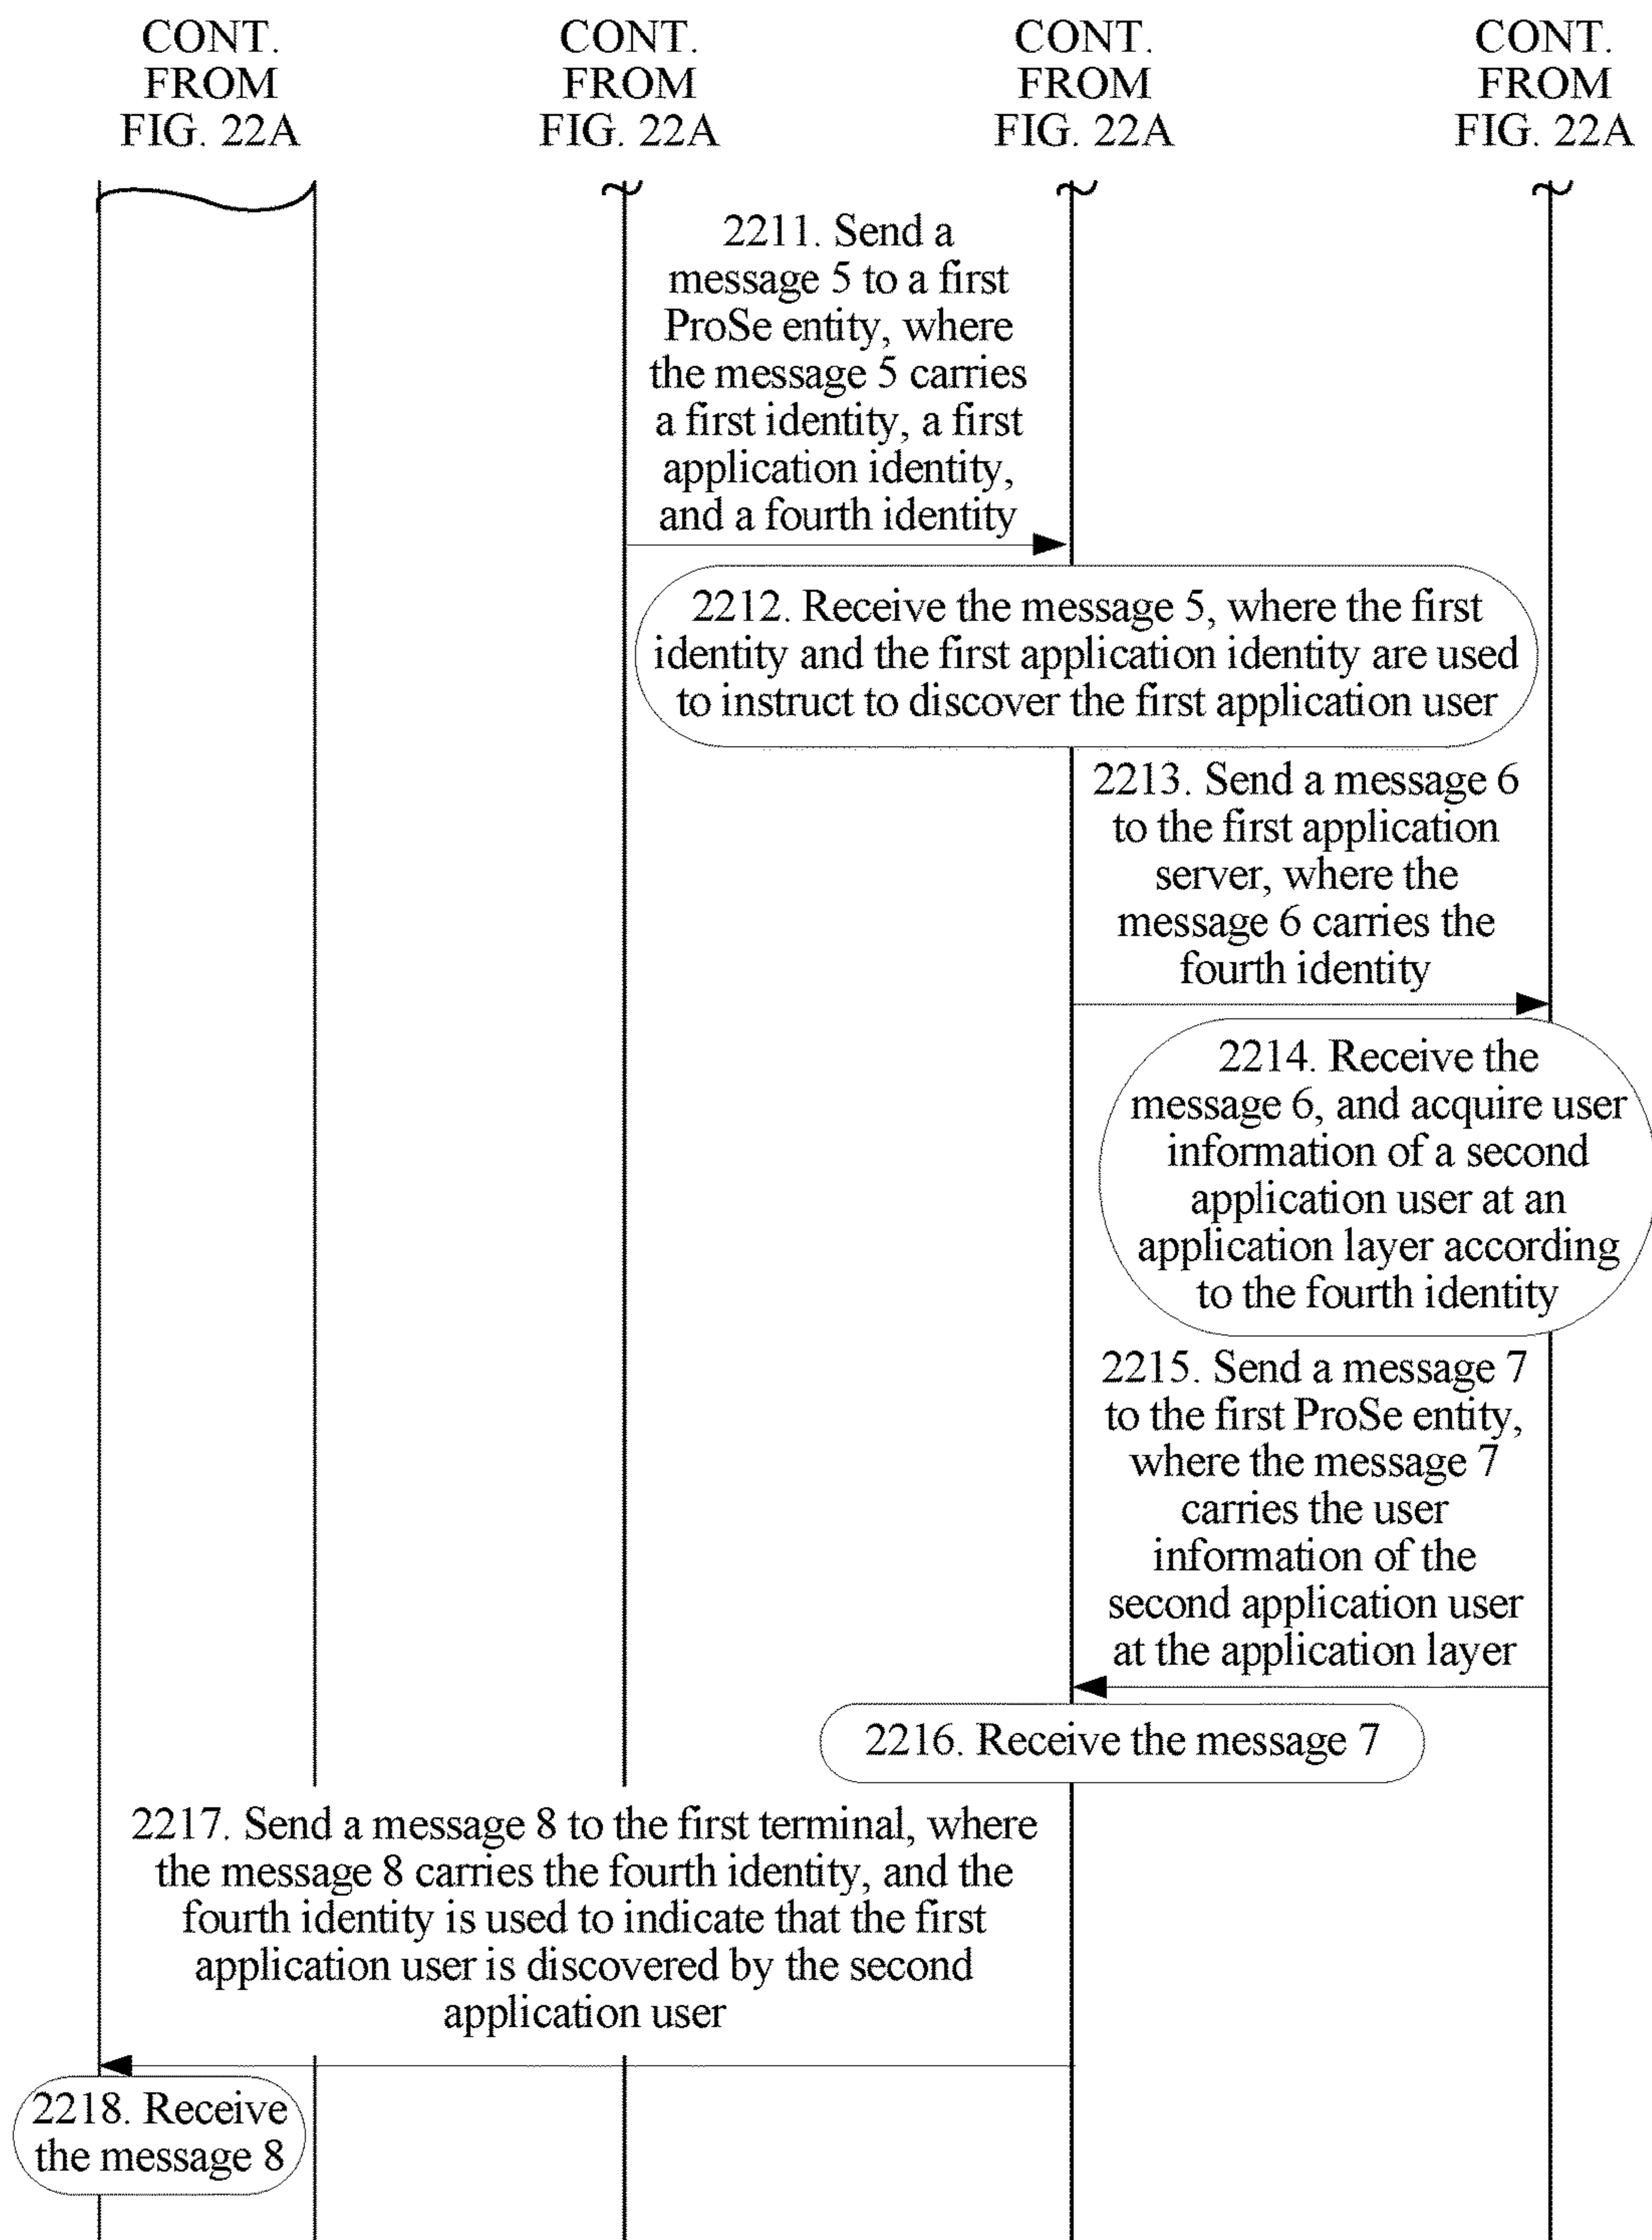 CONT.
FROM
FIG. 22A
CONT.
FROM
FIG. 22A
CONT.
FROM
FIG. 22A
CONT.
FROM
FIG. 22A
2211. Send a
message 5 to a first
ProSe entity, where
the message 5 carries
a first identity, a first
application identity,
and a fourth identity
2212. Receive the message 5, where the first
identity and the first application identity are used
to instruct to discover the first application user
2213. Send a message 6
to the first application
server, where the
message 6 carries the
fourth identity
2214. Receive the
message 6, and acquire user
information of a second
application user at an
application layer according
to the fourth identity
2215. Send a message 7
to the first ProSe entity,
where the message 7
carries the user
information of the
second application user
at the application layer
2216. Receive the message 7
2217. Send a message 8 to the first terminal, where
the message 8 carries the fourth identity, and the
fourth identity is used to indicate that the first
application user is discovered by the second
application user
2218. Receive
the message 8